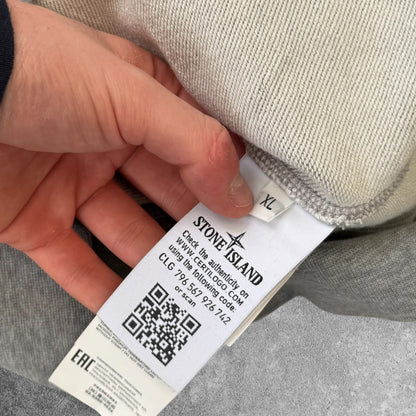 XL
STONE ISLAND
Check the authenticity on
WWW.CERTILOGO.COM
using the following code:
CLG 796 567 926 742
or scan
EAC